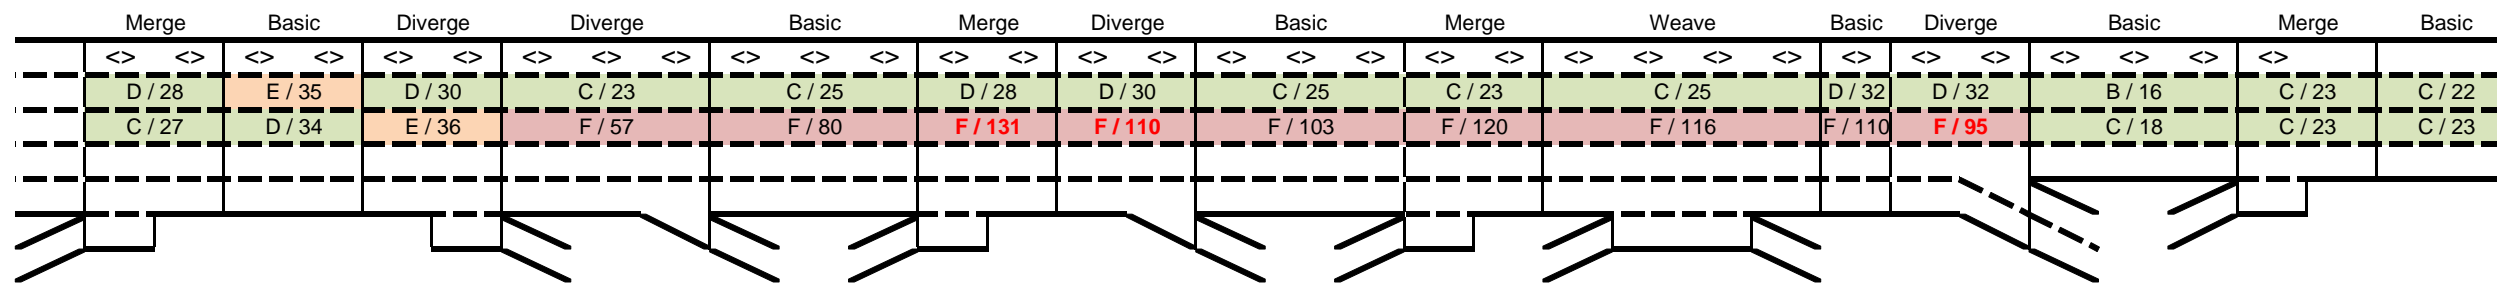 Merge Basic Diverge Diverge Basic Merge Diverge Basic Merge Weave Basic Diverge Basic Merge Basic
<> <> <> <> <> <> <> <> <> <> <> <> <> <> <> <> <> <> <> <> <> <> <> <> <> <> <> <> <> <> <>
D / 28 E / 35 D / 30 C / 23 C / 25 D / 28 D / 30 C / 25 C / 23 C / 25 D / 32 D / 32 B / 16 C / 23 C / 22
C / 27 D / 34 E / 36 F / 57 F / 80 F / 131 F / 110 F / 103 F / 120 F / 116 F / 110 F / 95 C / 18 C / 23 C / 23